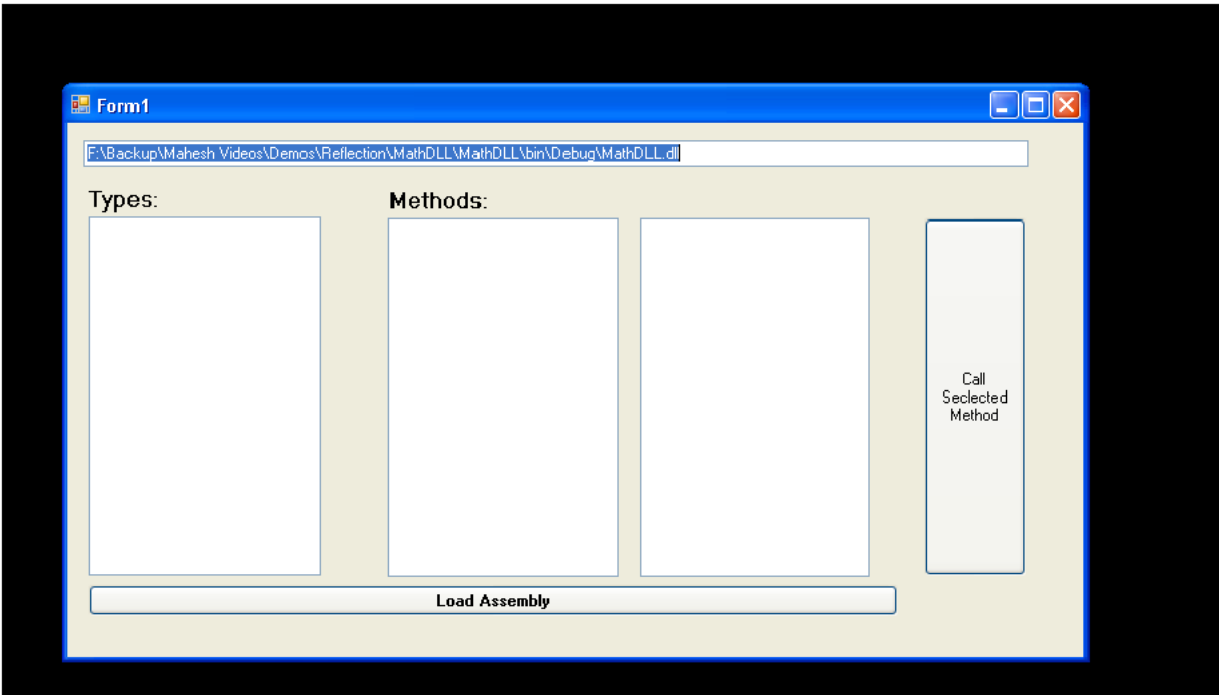 Form1
F:\Backup\Mahesh Videos\Demos\Reflection\MathDLL\MathDLL\bin\Debug\MathDLL.dll
Types:
Methods:
Call
Seclected
Method
Load Assembly